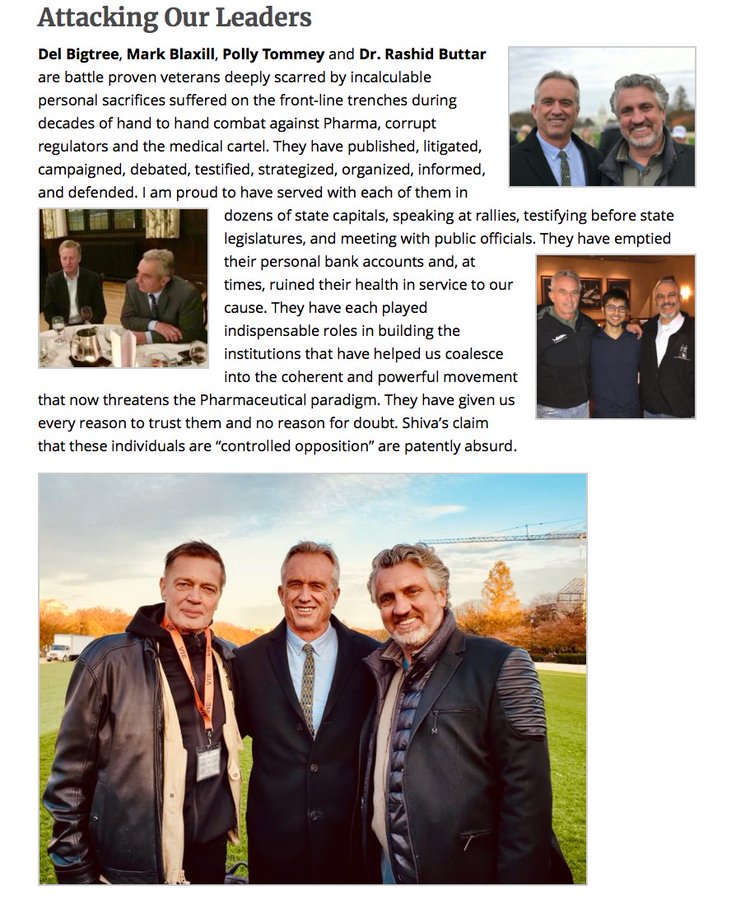 Attacking Our Leaders
Del Bigtree, Mark Blaxill, Polly Tommey and Dr. Rashid Buttar
are battle proven veterans deeply scarred by incalculable
personal sacrifices suffered on the front-line trenches during
decades of hand to hand combat against Pharma, corrupt
regulators and the medical cartel. They have published, litigated,
campaigned, debated, testified, strategized, organized, informed,
and defended. I am proud to have served with each of them in
dozens of state capitals, speaking at rallies, testifying before state
legislatures, and meeting with public officials. They have emptied
their personal bank accounts and, at
times, ruined their health in service to our
cause. They have each played
indispensable roles in building the
institutions that have helped us coalesce
into the coherent and powerful movement
that now threatens the Pharmaceutical paradigm. They have given us
every reason to trust them and no reason for doubt. Shiva’s claim
that these individuals are “controlled opposition” are patently absurd.
VIE
VIE